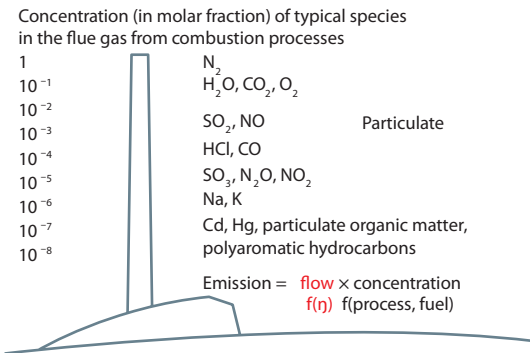 Concentration (in molar fraction) of typical species
in the flue gas from combustion processes
1 N₂
10⁻¹ H₂O, CO₂, O₂
10⁻²
10⁻³ SO₂, NO Particulate
10⁻⁴ HCl, CO
10⁻⁵ SO₃, N₂O, NO₂
10⁻⁶ Na, K
10⁻⁷ Cd, Hg, particulate organic matter,
10⁻⁸ polyaromatic hydrocarbons
Emission = flow × concentration
f(ŋ) f(process, fuel)